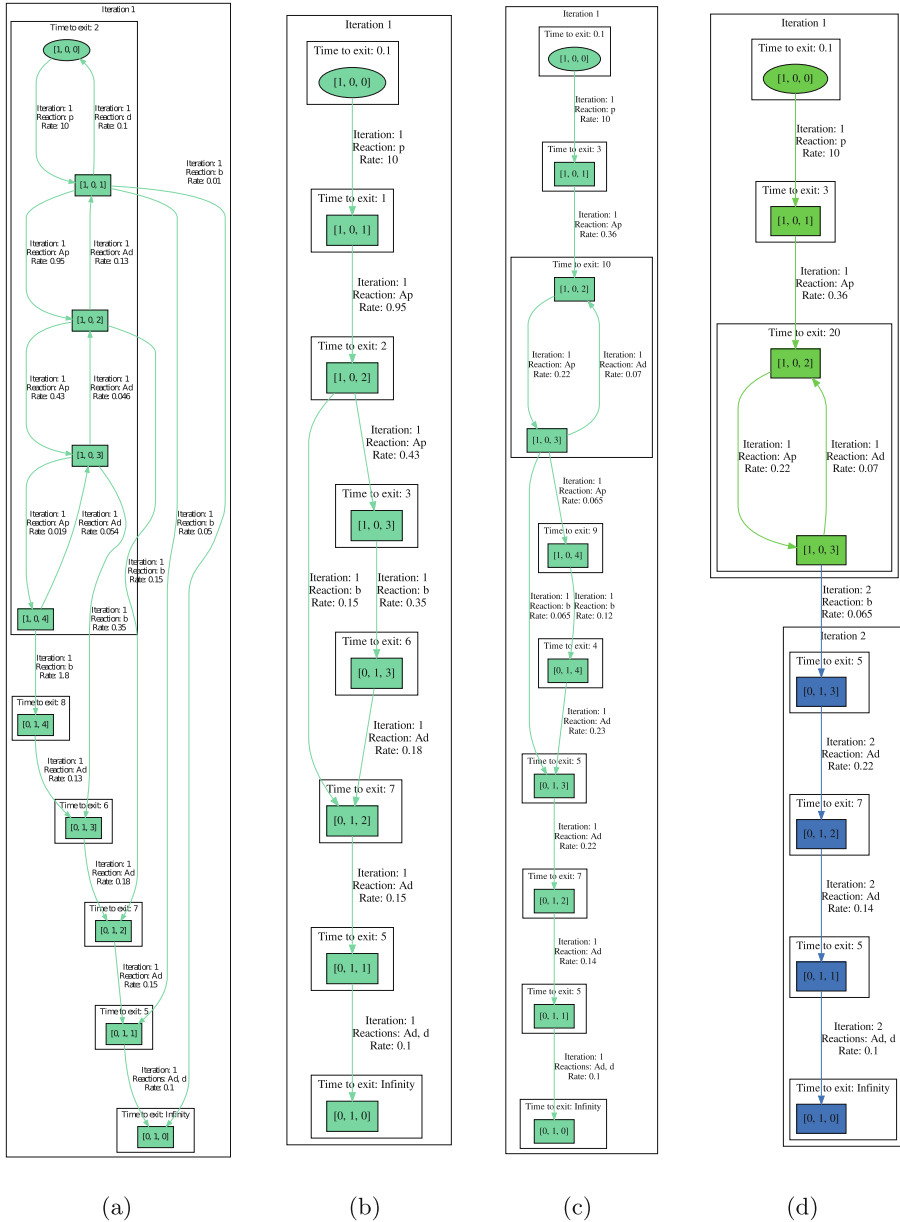 Iteration 1
Time to exit: 2
[1, 0, 0]
Iteration: 1
Reaction: p
Rate: 10
Iteration: 1
Reaction: d
Rate: 0.1
Iteration: 1
Reaction: b
Rate: 0.01
[1, 0, 1]
Iteration: 1
Reaction: Ap
Rate: 0.95
Iteration: 1
Reaction: Ad
Rate: 0.13
[1, 0, 2]
Iteration: 1
Reaction: Ap
Rate: 0.43
Iteration: 1
Reaction: Ad
Rate: 0.046
[1, 0, 3]
Iteration: 1
Reaction: Ap
Rate: 0.019
Iteration: 1
Reaction: Ad
Rate: 0.054
Iteration: 1
Reaction: b
Rate: 0.05
Iteration: 1
Reaction: b
Rate: 0.15
Iteration: 1
Reaction: b
Rate: 0.35
[1, 0, 4]
Iteration: 1
Reaction: b
Rate: 1.8
Time to exit: 8
[0, 1, 4]
Iteration: 1
Reaction: Ad
Rate: 0.13
Time to exit: 6
[0, 1, 3]
Iteration: 1
Reaction: Ad
Rate: 0.18
Time to exit: 7
[0, 1, 2]
Iteration: 1
Reaction: Ad
Rate: 0.15
Time to exit: 5
[0, 1, 1]
Iteration: 1
Reactions: Ad, d
Rate: 0.1
Time to exit: Infinity
[0, 1, 0]
(a)
Iteration 1
Time to exit: 0.1
[1, 0, 0]
Iteration: 1
Reaction: p
Rate: 10
Time to exit: 1
[1, 0, 1]
Iteration: 1
Reaction: Ap
Rate: 0.95
Time to exit: 2
[1, 0, 2]
Iteration: 1
Reaction: Ap
Rate: 0.43
Time to exit: 3
[1, 0, 3]
Iteration: 1
Reaction: b
Rate: 0.15
Iteration: 1
Reaction: b
Rate: 0.35
Time to exit: 6
[0, 1, 3]
Iteration: 1
Reaction: Ad
Rate: 0.18
Time to exit: 7
[0, 1, 2]
Iteration: 1
Reaction: Ad
Rate: 0.15
Time to exit: 5
[0, 1, 1]
Iteration: 1
Reactions: Ad, d
Rate: 0.1
Time to exit: Infinity
[0, 1, 0]
(b)
Iteration 1
Time to exit: 0.1
[1, 0, 0]
Iteration: 1
Reaction: p
Rate: 10
Time to exit: 3
[1, 0, 1]
Iteration: 1
Reaction: Ap
Rate: 0.36
Time to exit: 10
[1, 0, 2]
Iteration: 1
Reaction: Ap
Rate: 0.22
Iteration: 1
Reaction: Ad
Rate: 0.07
[1, 0, 3]
Iteration: 1
Reaction: Ap
Rate: 0.065
Time to exit: 9
[1, 0, 4]
Iteration: 1
Reaction: b
Rate: 0.065
Iteration: 1
Reaction: b
Rate: 0.12
Time to exit: 4
[0, 1, 4]
Iteration: 1
Reaction: Ad
Rate: 0.23
Time to exit: 5
[0, 1, 3]
Iteration: 1
Reaction: Ad
Rate: 0.22
Time to exit: 7
[0, 1, 2]
Iteration: 1
Reaction: Ad
Rate: 0.14
Time to exit: 5
[0, 1, 1]
Iteration: 1
Reactions: Ad, d
Rate: 0.1
Time to exit: Infinity
[0, 1, 0]
(c)
Iteration 1
Time to exit: 0.1
[1, 0, 0]
Iteration: 1
Reaction: p
Rate: 10
Time to exit: 3
[1, 0, 1]
Iteration: 1
Reaction: Ap
Rate: 0.36
Time to exit: 20
[1, 0, 2]
Iteration: 1
Reaction: Ap
Rate: 0.22
Iteration: 1
Reaction: Ad
Rate: 0.07
[1, 0, 3]
Iteration: 2
Reaction: b
Rate: 0.065
Iteration 2
Time to exit: 5
[0, 1, 3]
Iteration: 2
Reaction: Ad
Rate: 0.22
Time to exit: 7
[0, 1, 2]
Iteration: 2
Reaction: Ad
Rate: 0.14
Time to exit: 5
[0, 1, 1]
Iteration: 2
Reactions: Ad, d
Rate: 0.1
Time to exit: Infinity
[0, 1, 0]
(d)